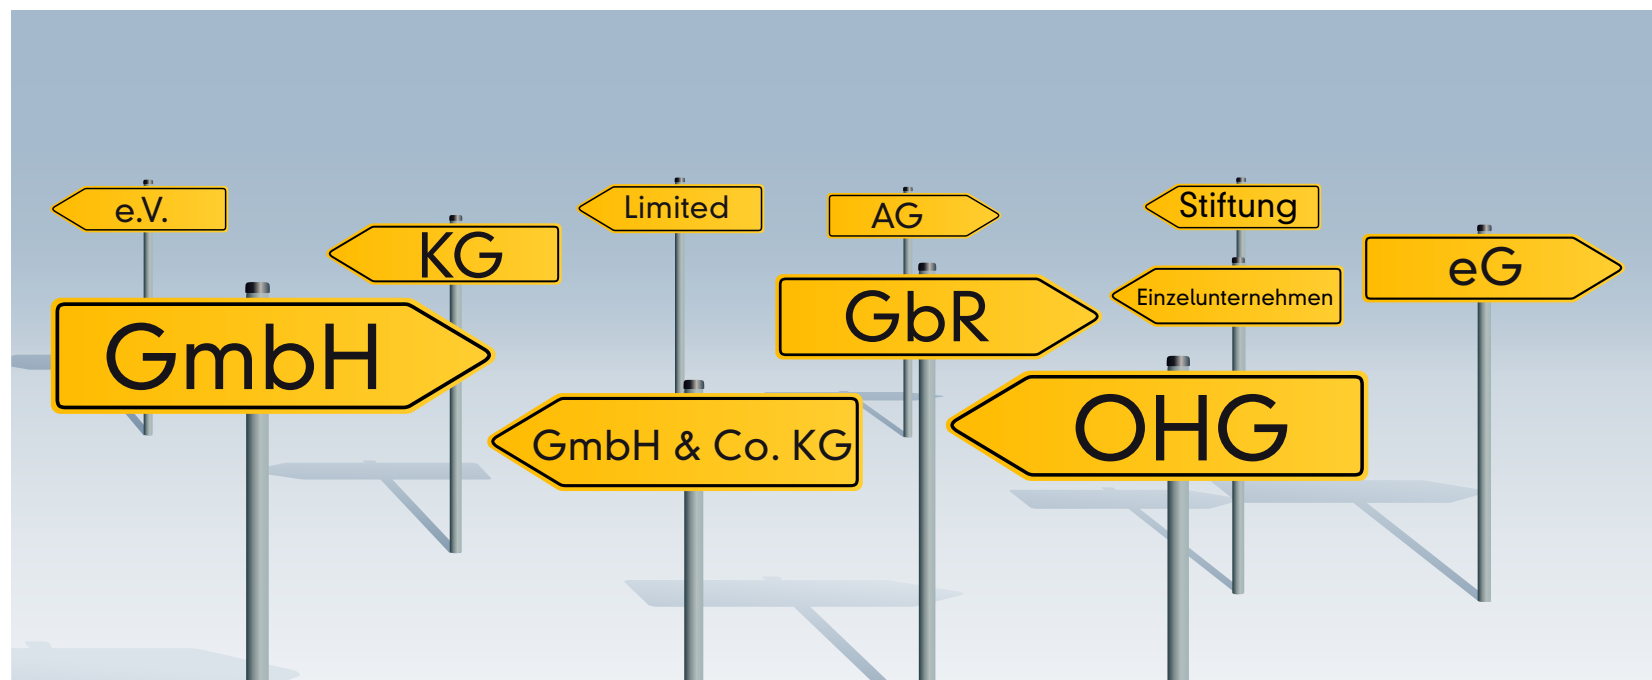 e.V.
KG
Limited
AG
Stiftung
eG
Einzelunternehmen
GmbH
GbR
GmbH & Co. KG
OHG